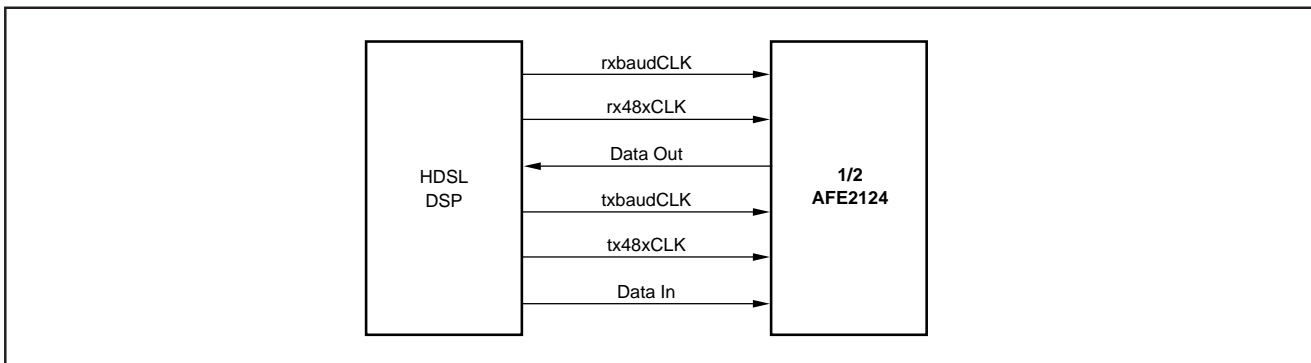 rxbaudCLK
rx48xCLK
Data Out
HDSL
DSP
1/2
AFE2124
txbaudCLK
tx48xCLK
Data In